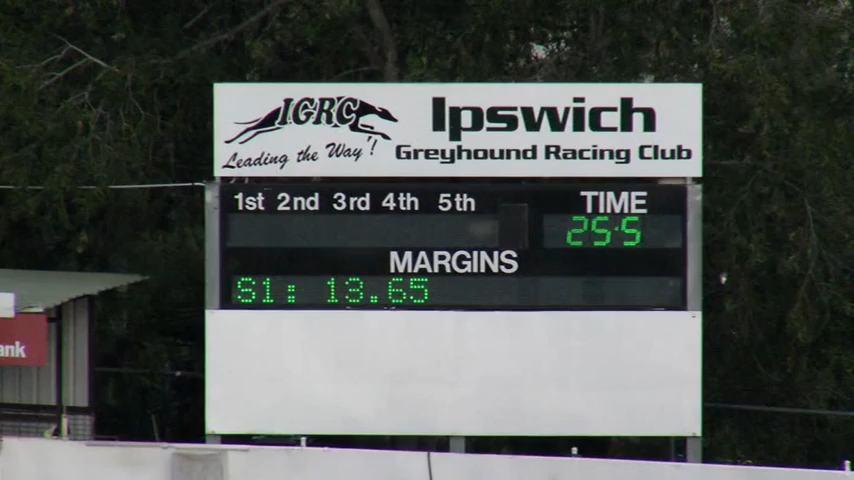 IGRC
Leading the Way'!
Ipswich
Greyhound Racing Club
1st 2nd 3rd 4th 5th
TIME
25.5
MARGINS
S1: 13.65
ank